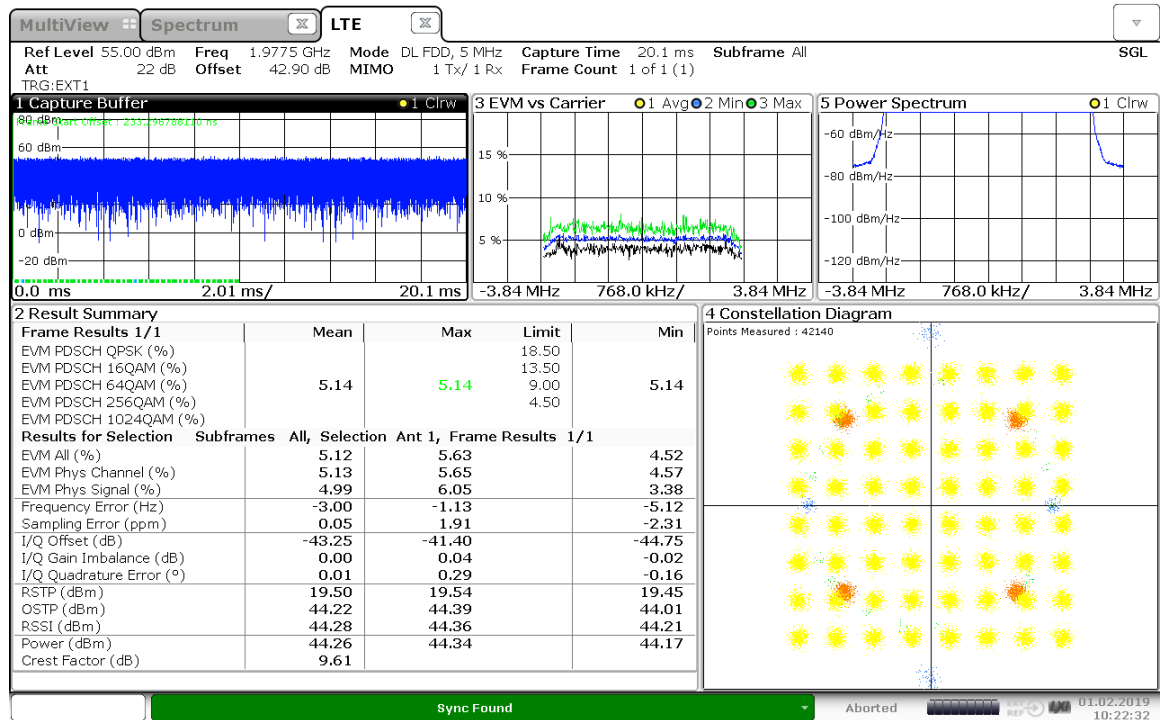 MultiView Spectrum LTE
Ref Level 55.00 dBm Freq 1.9775 GHz Mode DL FDD, 5 MHz Capture Time 20.1 ms Subframe All SGL
Att 22 dB Offset 42.90 dB MIMO 1 Tx/ 1 Rx Frame Count 1 of 1 (1)
TRG:EXT1
1 Capture Buffer 1 Clrw
80 dBm
60 dBm
0 dBm
-20 dBm
0.0 ms 2.01 ms/ 20.1 ms
3 EVM vs Carrier 1 Avg 2 Min 3 Max
15 %
10 %
5 %
-3.84 MHz 768.0 kHz/ 3.84 MHz
5 Power Spectrum 1 Clrw
-60 dBm/Hz
-80 dBm/Hz
-100 dBm/Hz
-120 dBm/Hz
-3.84 MHz 768.0 kHz/ 3.84 MHz
2 Result Summary
Frame Results 1/1 Mean Max Limit Min
EVM PDSCH QPSK (%) 18.50
EVM PDSCH 16QAM (%) 13.50
EVM PDSCH 64QAM (%) 5.14 5.14 9.00 5.14
EVM PDSCH 256QAM (%) 4.50
EVM PDSCH 1024QAM (%)
Results for Selection Subframes All, Selection Ant 1, Frame Results 1/1
EVM All (%) 5.12 5.63 4.52
EVM Phys Channel (%) 5.13 5.65 4.57
EVM Phys Signal (%) 4.99 6.05 3.38
Frequency Error (Hz) -3.00 -1.13 -5.12
Sampling Error (ppm) 0.05 1.91 -2.31
I/Q Offset (dB) -43.25 -41.40 -44.75
I/Q Gain Imbalance (dB) 0.00 0.04 -0.02
I/Q Quadrature Error (°) 0.01 0.29 -0.16
RSTP (dBm) 19.50 19.54 19.45
OSTP (dBm) 44.22 44.39 44.01
RSSI (dBm) 44.28 44.36 44.21
Power (dBm) 44.26 44.34 44.17
Crest Factor (dB) 9.61
4 Constellation Diagram
Points Measured : 42140
Sync Found Aborted
LXI
01.02.2019
10:22:32